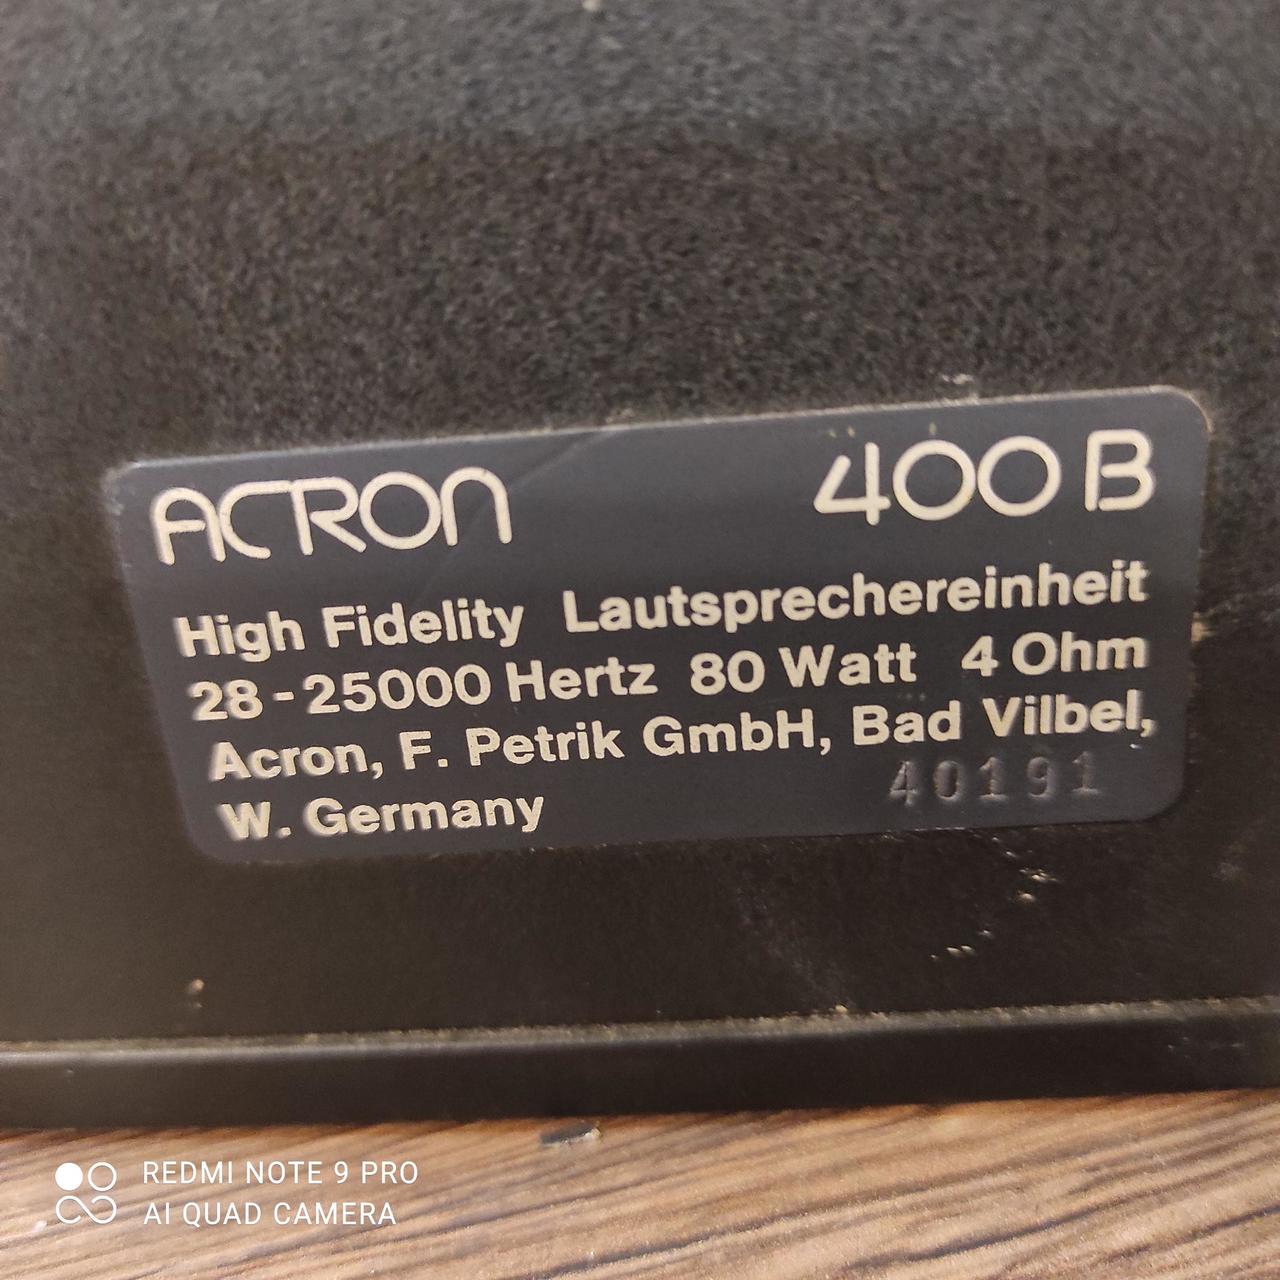 ACRON 400 B
High Fidelity Lautsprechereinheit
28-25000 Hertz 80 Watt 4 Ohm
Acron, F. Petrik GmbH, Bad Vilbel,
W. Germany 40191
REDMI NOTE 9 PRO
AI QUAD CAMERA